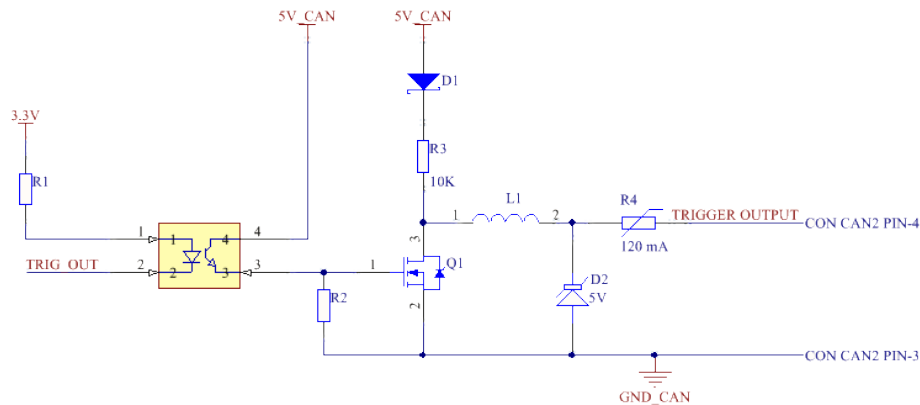 5V_CAN
5V_CAN
D1
3.3V
R3
R1
10K
L1
R4
1
2
TRIGGER OUTPUT
CON CAN2 PIN-4
120 mA
1
1
4
4
3
TRIG_OUT
2
2
3
3
1
Q1
D2
5V
R2
2
CON CAN2 PIN-3
GND_CAN